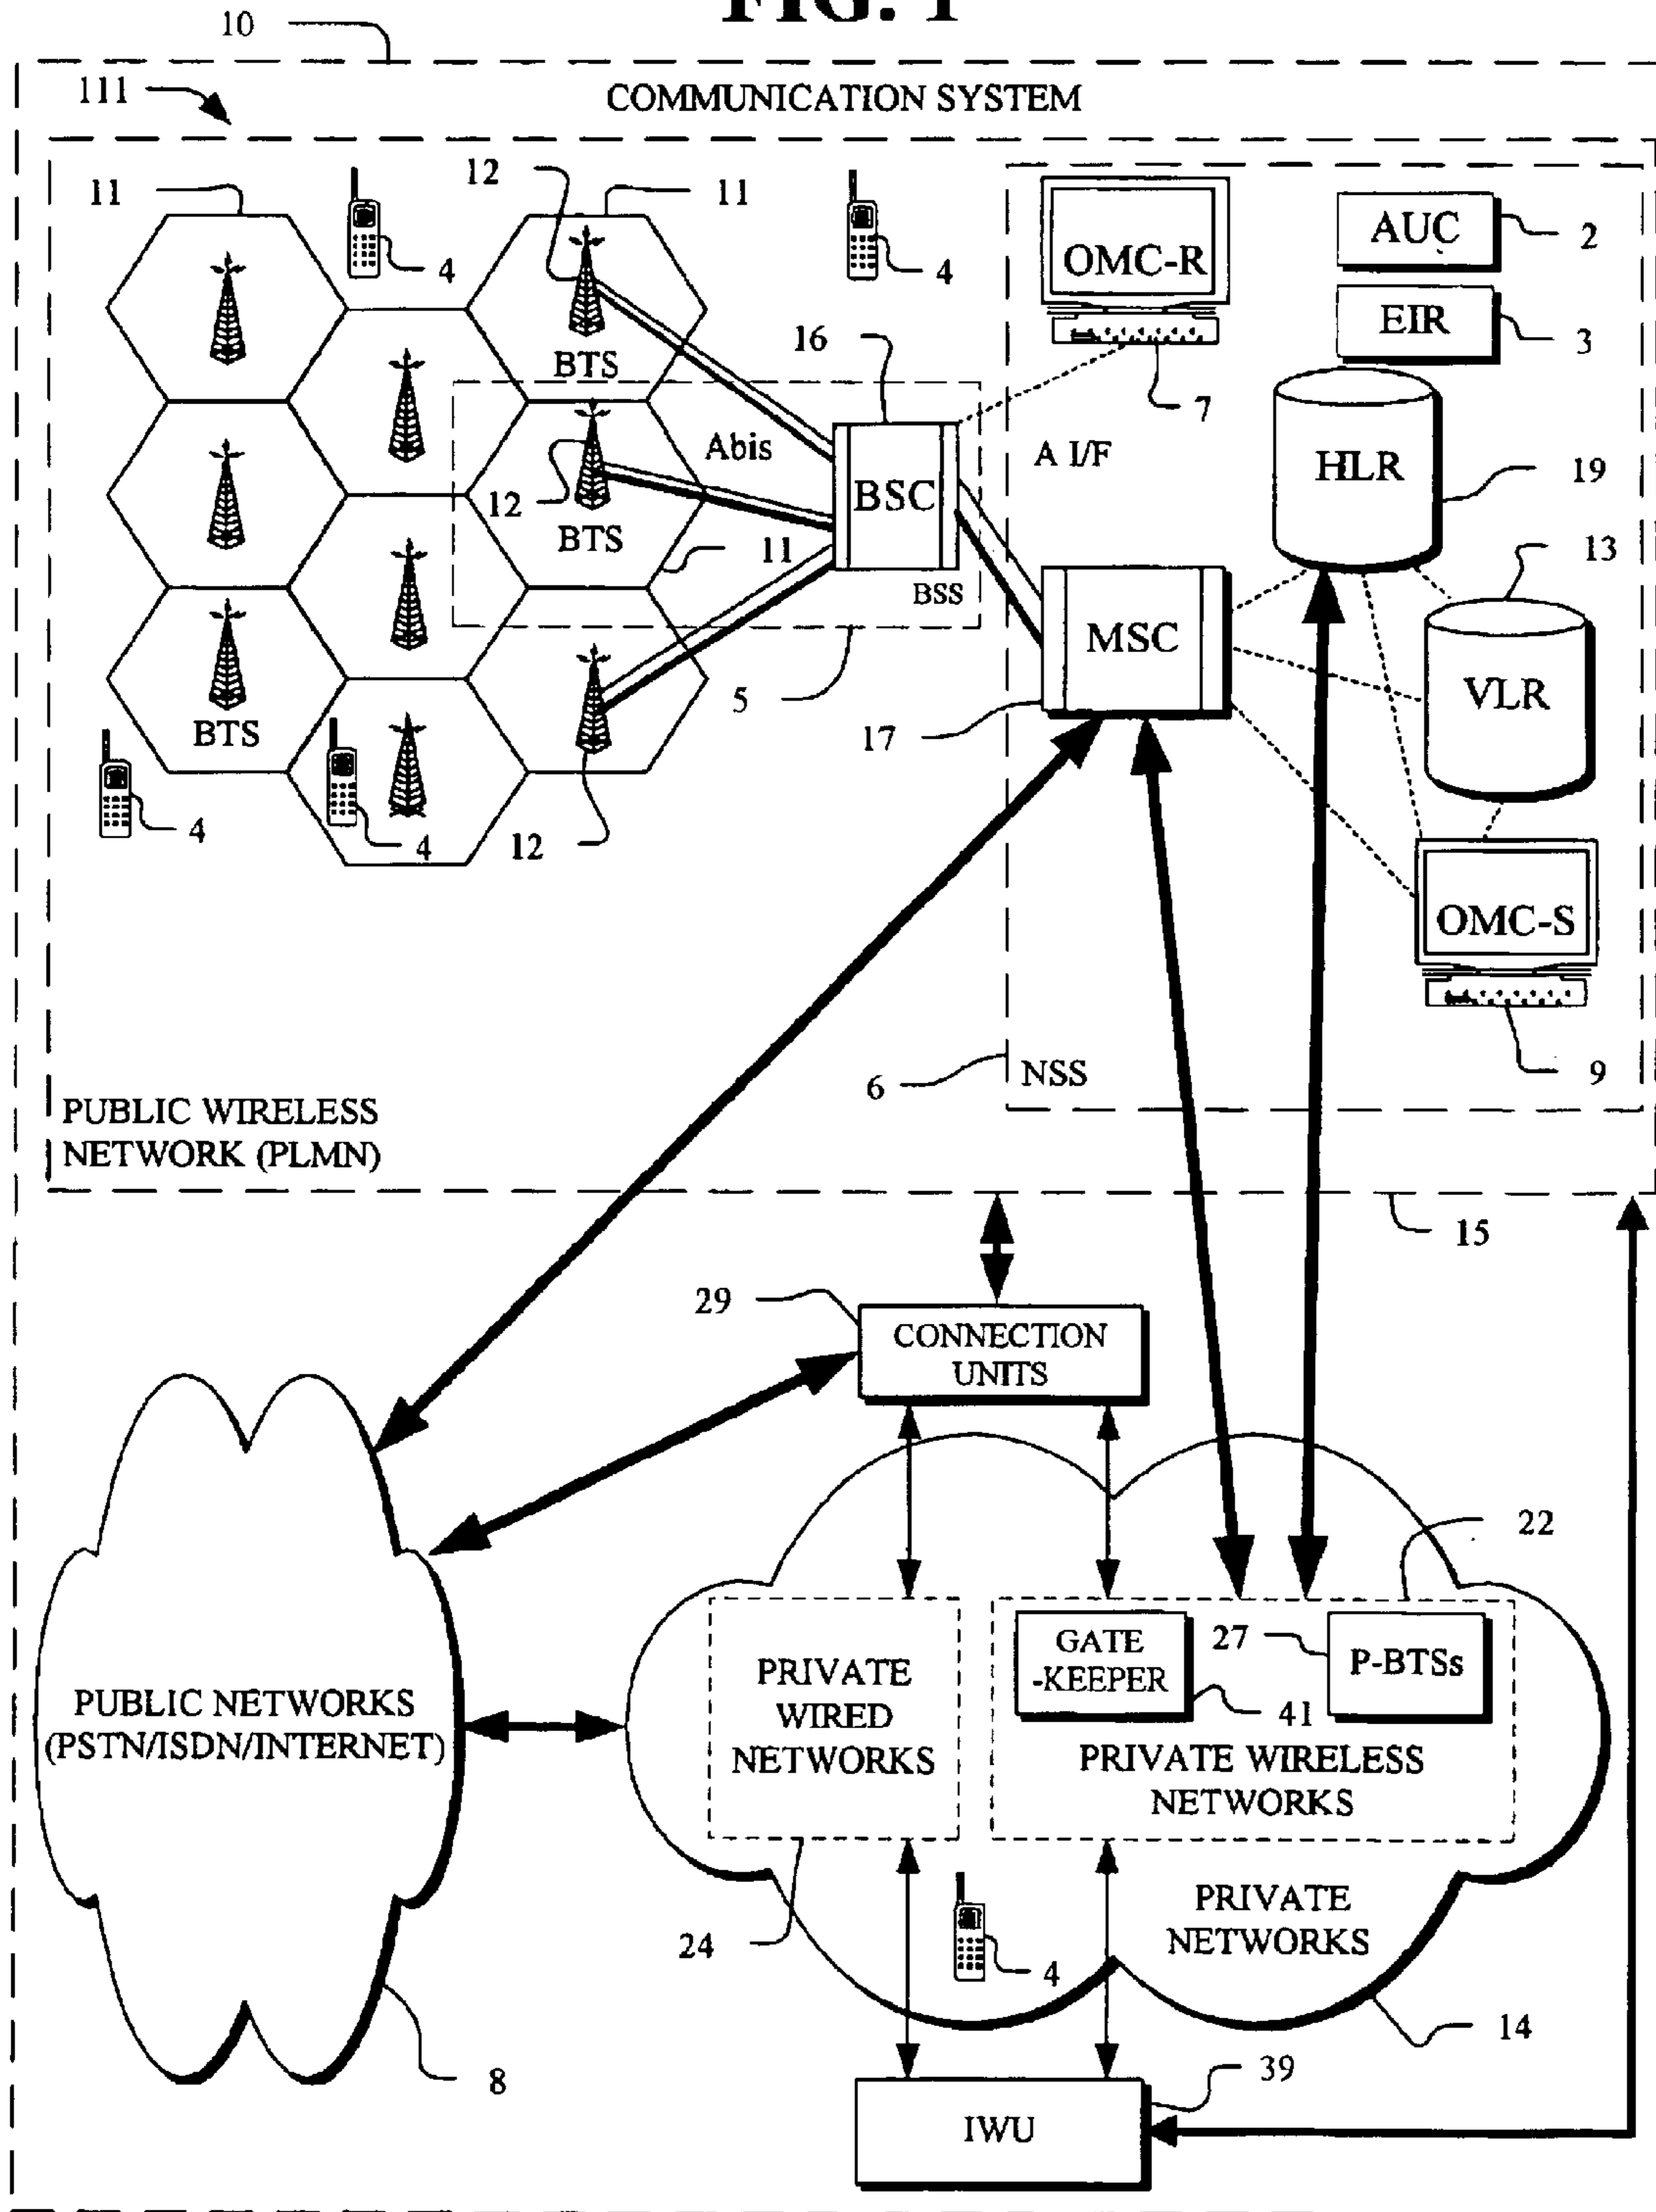 FIG. 1
10
COMMUNICATION SYSTEM
111
11
12
11
4
4
OMC-R
AUC
2
EIR
3
BTS
16
7
Abis
A I/F
HLR
19
BSC
12
BTS
11
BSS
13
MSC
VLR
5
17
BTS
4
4
12
OMC-S
9
6
NSS
PUBLIC WIRELESS
NETWORK (PLMN)
15
29
CONNECTION
UNITS
22
GATE
-KEEPER
27
P-BTSs
41
PRIVATE
WIRED
NETWORKS
PRIVATE WIRELESS
NETWORKS
PUBLIC NETWORKS
(PSTN/ISDN/INTERNET)
24
4
PRIVATE
NETWORKS
14
8
39
IWU